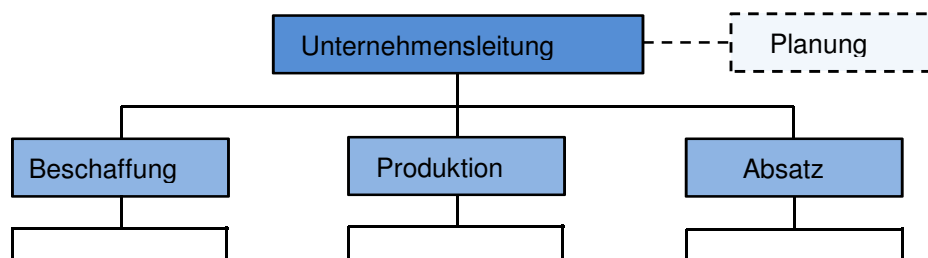 Unternehmensleitung
Planung
Beschaffung
Produktion
Absatz